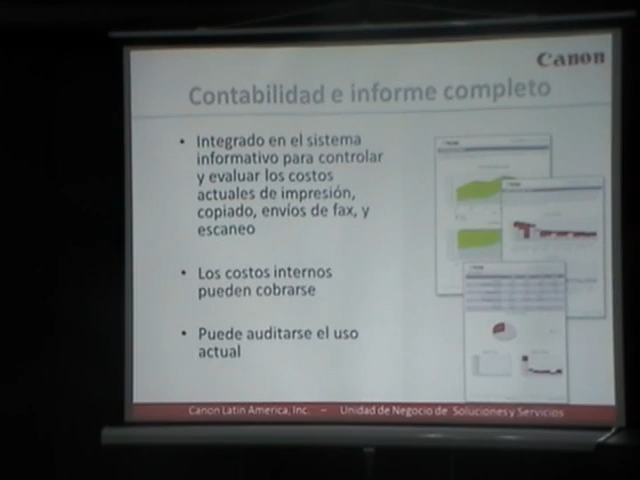 Canon
Contabilidad e informe completo
• Integrado en el sistema
informativo para controlar
y evaluar los costos
actuales de impresión,
copiado, envíos de fax, y
escaneo
• Los costos internos
pueden cobrarse
• Puede auditarse el uso
actual
Canon Latin America, Inc. – Unidad de Negocio de Soluciones y Servicios